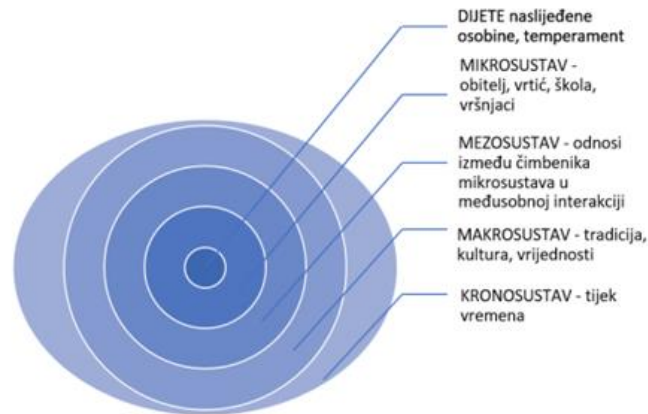 DIJETE naslijeđene
osobine, temperament
MIKROSUSTAV -
obitelj, vrtić, škola,
vršnjaci
MEZOSUSTAV - odnosi
između čimbenika
mikrosustava u
međusobnoj interakciji
MAKROSUSTAV - tradicija,
kultura, vrijednosti
KRONOSUSTAV - tijek
vremena